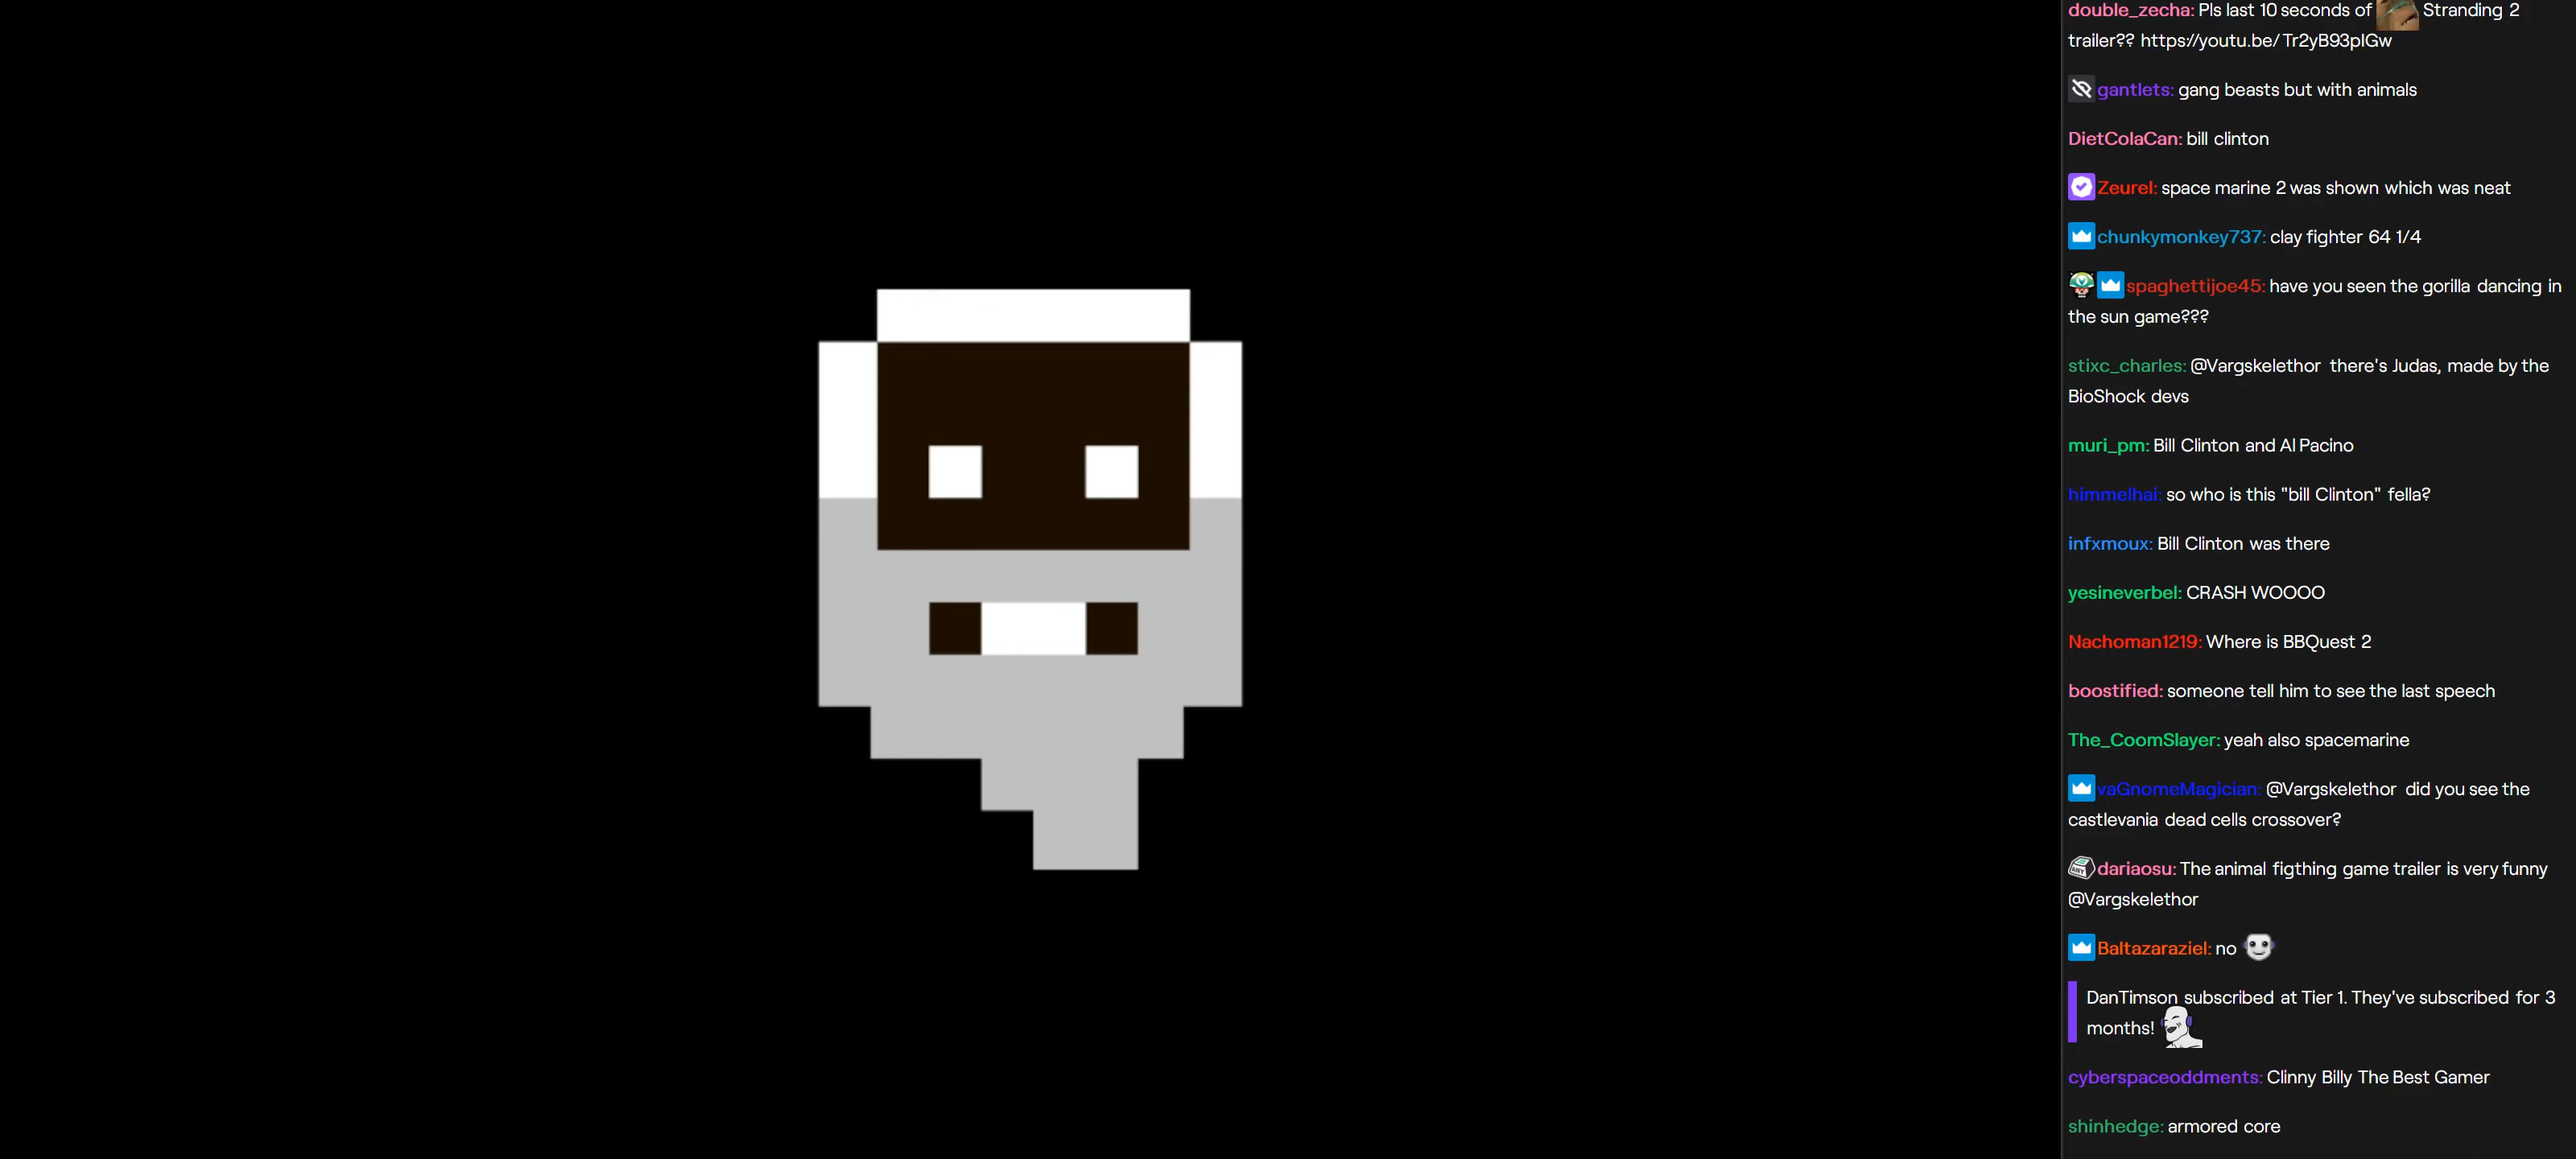 double_zecha: Pls last 10 seconds of Stranding 2
trailer?? https://youtu.be/Tr2yB93pIGw
gantlets: gang beasts but with animals
DietColaCan: bill clinton
Zeurel: space marine 2 was shown which was neat
chunkymonkey737: clay fighter 64 1/4
spaghettijoe45: have you seen the gorilla dancing in
the sun game???
stixc_charles: @Vargskelethor there's Judas, made by the
BioShock devs
muri_pm: Bill Clinton and Al Pacino
himmelhai: so who is this "bill Clinton" fella?
infxmoux: Bill Clinton was there
yesineverbel: CRASH WOOOO
Nachoman1219: Where is BBQuest 2
boostified: someone tell him to see the last speech
The_CoomSlayer: yeah also spacemarine
vaGnomeMagician: @Vargskelethor did you see the
castlevania dead cells crossover?
dariaosu: The animal figthing game trailer is very funny
@Vargskelethor
Baltazaraziel: no
DanTimson subscribed at Tier 1. They've subscribed for 3
months!
cyberspaceoddments: Clinny Billy The Best Gamer
shinhedge: armored core